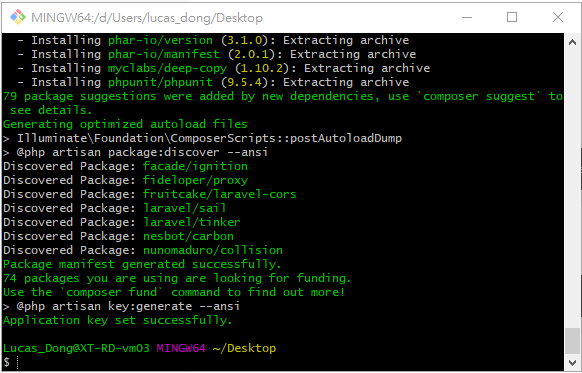 MINGW64:/d/Users/lucas_dong/Desktop
- Installing phar-io/version (3.1.0): Extracting archive
- Installing phar-io/manifest (2.0.1): Extracting archive
- Installing myclabs/deep-copy (1.10.2): Extracting archive
- Installing phpunit/phpunit (9.5.4): Extracting archive
79 package suggestions were added by new dependencies, use `composer suggest` to
see details.
Generating optimized autoload files
> Illuminate\Foundation\ComposerScripts::postAutoloadDump
> @php artisan package:discover --ansi
Discovered Package: facade/ignition
Discovered Package: fideloper/proxy
Discovered Package: fruitcake/laravel-cors
Discovered Package: laravel/sail
Discovered Package: laravel/tinker
Discovered Package: nesbot/carbon
Discovered Package: nunomaduro/collision
Package manifest generated successfully.
74 packages you are using are looking for funding.
Use the `composer fund` command to find out more!
> @php artisan key:generate --ansi
Application key set successfully.
Lucas_Dong@XT-RD-vm03 MINGW64 ~/Desktop
$